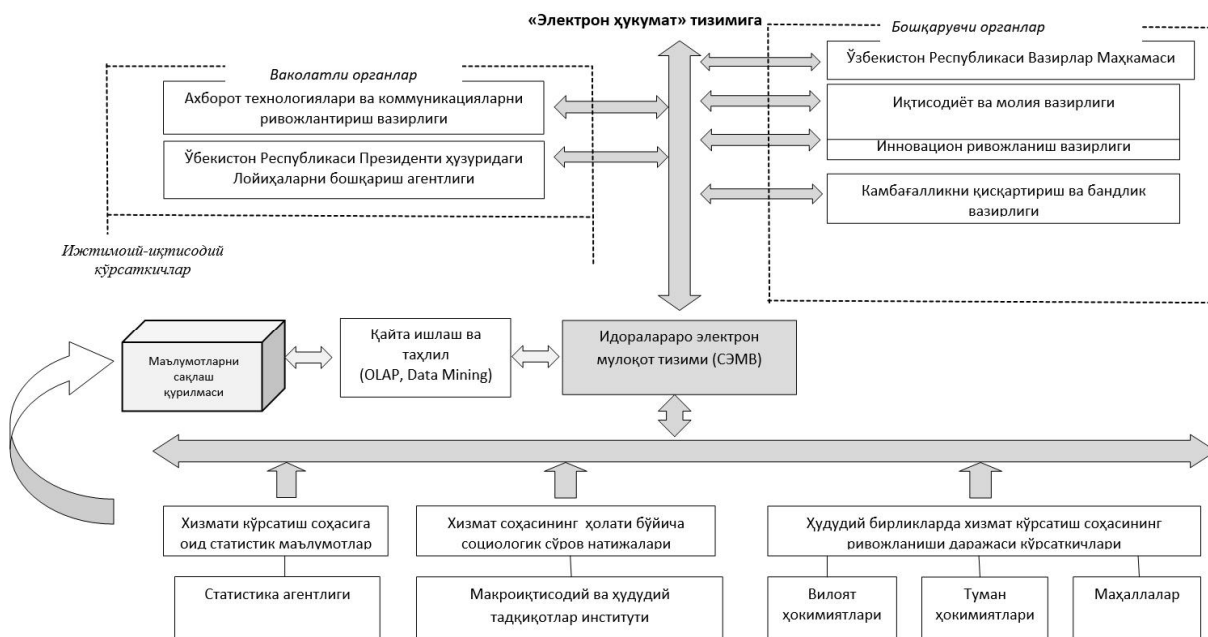 «Электрон ҳукумат» тизимига
Бошқарувчи органлар
Ўзбекистон Республикаси Вазирлар Маҳкамаси
Иқтисодиёт ва молия вазирлиги
Инновацион ривожланиш вазирлиги
Камбағалликни қисқартириш ва бандлик
вазирлиги
Ваколатли органлар
Ахборот технологиялари ва коммуникацияларни
ривожлантириш вазирлиги
Ўбекистон Республикаси Президенти ҳузуридаги
Лойиҳаларни бошқариш агентлиги
Ижтимоий-иқтисодий
кўрсаткичлар
Маълумотларни
сақлаш
қурилмаси
Қайта ишлаш ва
таҳлил
(OLAP, Data Mining)
Идоралараро электрон
мулоқот тизими (СЭМВ)
Хизмати кўрсатиш соҳасига
оид статистик маълумотлар
Хизмат соҳасининг ҳолати бўйича
социологик сўров натижалари
Ҳудудий бирликларда хизмат кўрсатиш соҳасининг
ривожланиши даражаси кўрсаткичлари
Статистика агентлиги
Макроиқтисодий ва ҳудудий
тадқиқотлар институти
Вилоят
ҳокимиятлари
Туман
ҳокимиятлари
Маҳаллалар